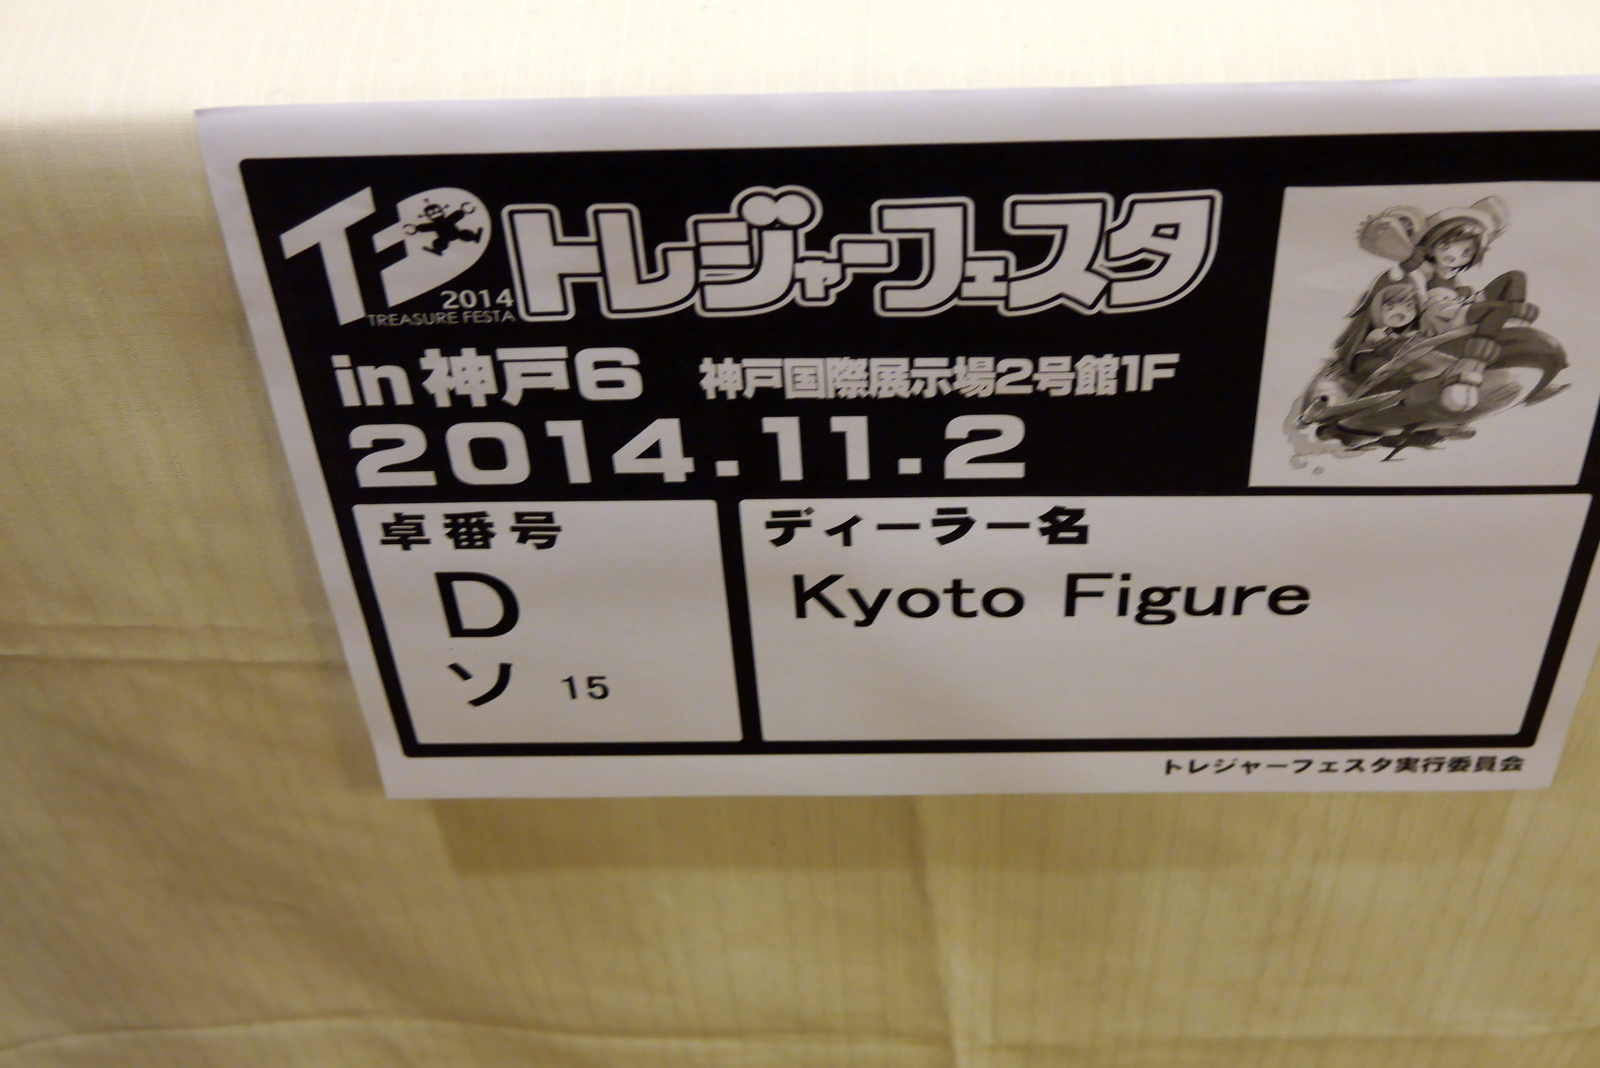 2014
TREASURE FESTA
トレジャーフェスタ
in 神戸6 神戸国際展示場2号館1F
2014.11.2
卓番号
D
ソ 15
ディーラー名
Kyoto Figure
トレジャーフェスタ実行委員会